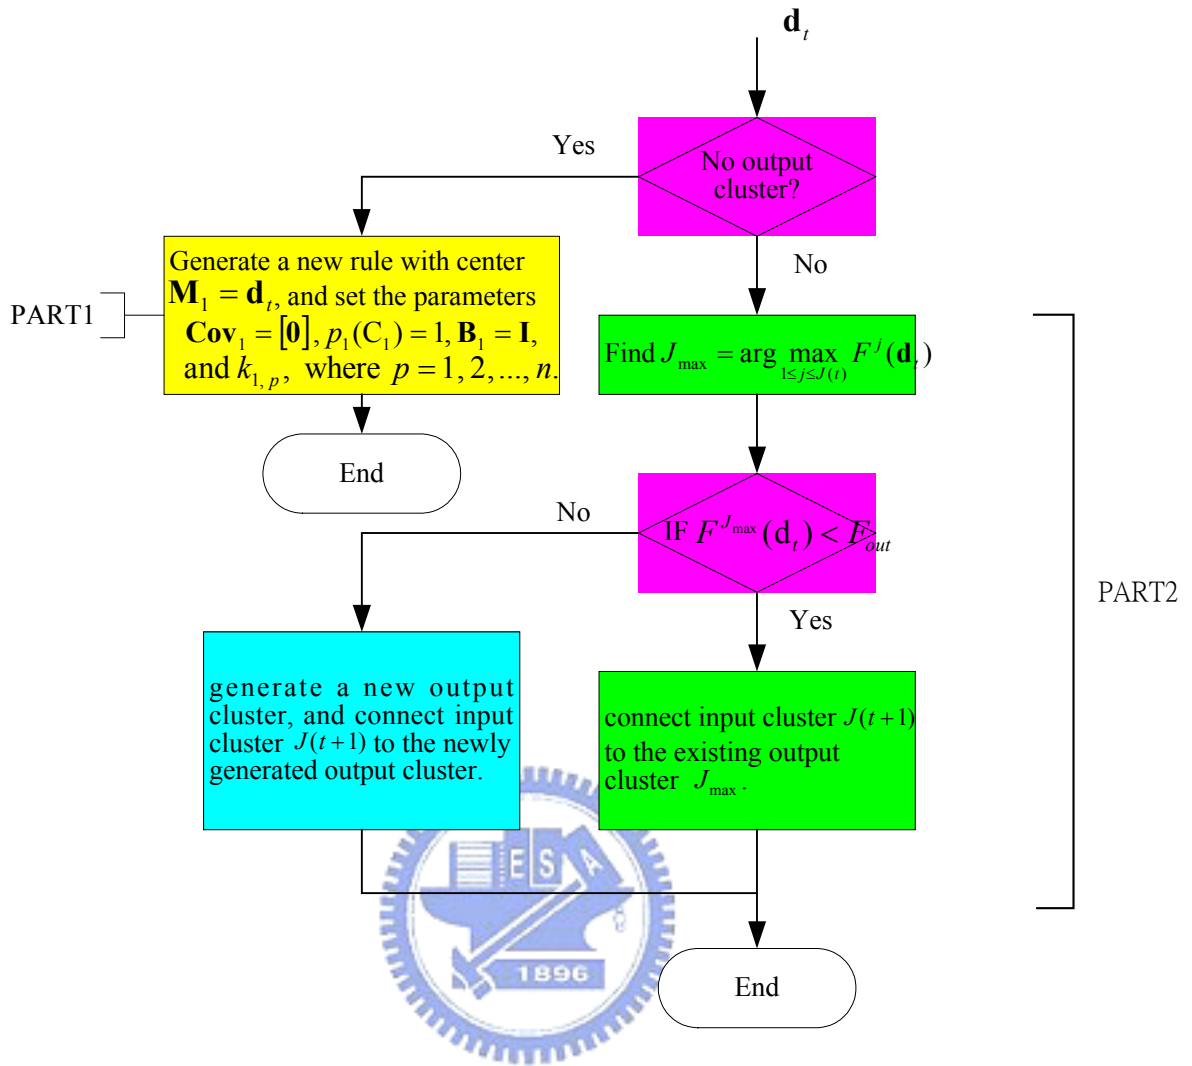 d_t
Yes
No output
cluster?
No
Generate a new rule with center
M_1 = d_t, and set the parameters
Cov_1 = [0], p_1(C_1) = 1, B_1 = I,
and k_{1,p}, where p = 1, 2, ..., n.
PART1
End
Find J_max = arg max_{1≤j≤J(t)} F^j(d_t)
No
IF F^{J_max}(d_t) < F_out
Yes
PART2
generate a new output
cluster, and connect input
cluster J(t+1) to the newly
generated output cluster.
connect input cluster J(t+1)
to the existing output
cluster J_max.
E S A
1896
End